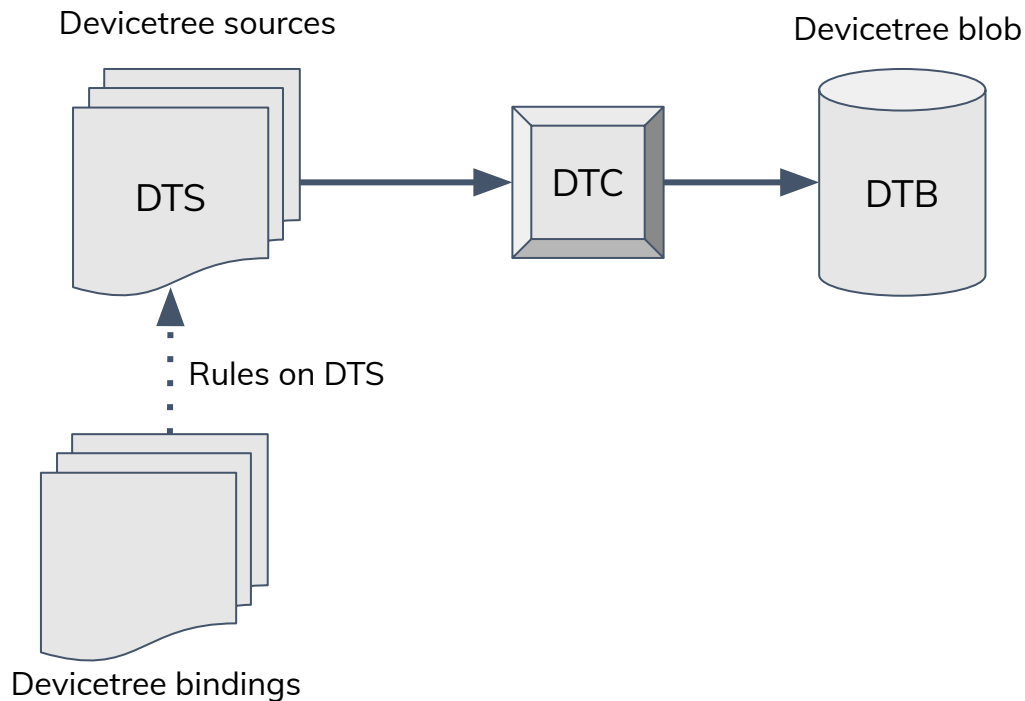 Devicetree sources
Devicetree blob
DTS
DTC
DTB
Rules on DTS
Devicetree bindings